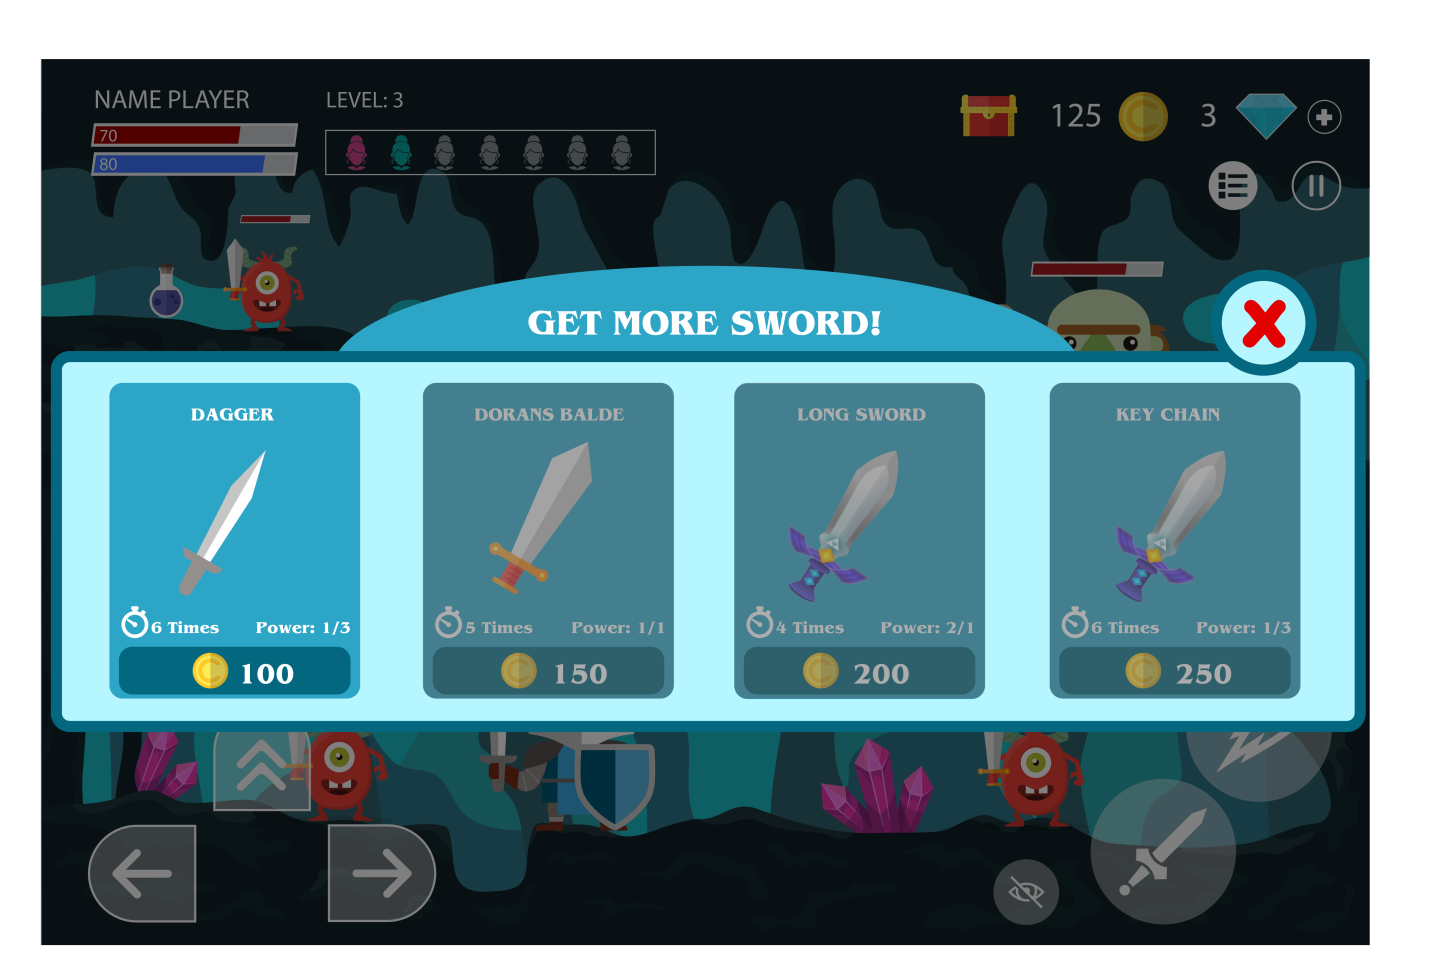 NAME PLAYER
LEVEL: 3
70
80
125
3
GET MORE SWORD!
DAGGER
6 Times
Power: 1/3
100
DORANS BALDE
5 Times
Power: 1/1
150
LONG SWORD
4 Times
Power: 2/1
200
KEY CHAIN
6 Times
Power: 1/3
250